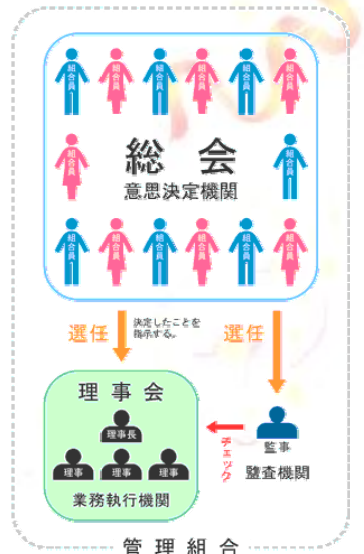 組合員 組合員 組合員 組合員 組合員 組合員
組合員 組合員
総会
意思決定機関
組合員 組合員 組合員 組合員 組合員 組合員
選任
決定したことを
指示する。
選任
理事会
理事長
理事 理事 理事
業務執行機関
チェック
監事
監査機関
管理組合